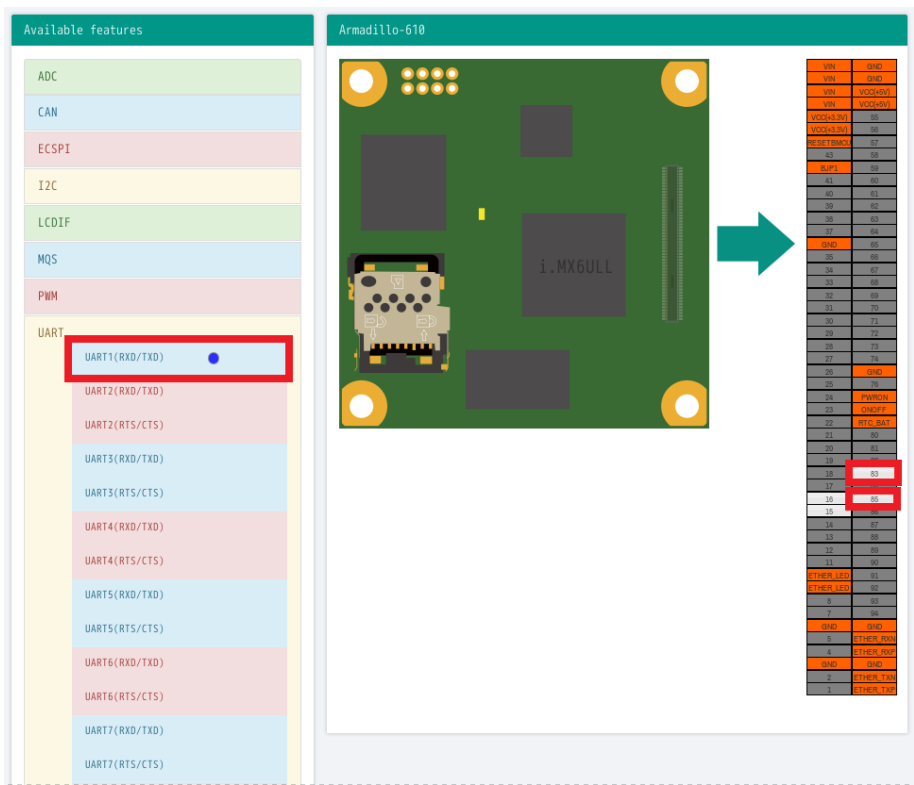 Available features
ADC
CAN
ECSPI
I2C
LCDIF
MQS
PWM
UART
UART1(RXD/TXD)
UART2(RXD/TXD)
UART2(RTS/CTS)
UART3(RXD/TXD)
UART3(RTS/CTS)
UART4(RXD/TXD)
UART4(RTS/CTS)
UART5(RXD/TXD)
UART5(RTS/CTS)
UART6(RXD/TXD)
UART6(RTS/CTS)
UART7(RXD/TXD)
UART7(RTS/CTS)
Armadillo-610
i.MX6ULL
VIN GND
VIN GND
VIN VCC(+5V)
VIN VCC(+5V)
VCC(+3.3V) 55
VCC(+3.3V) 56
RESETBMCU 57
43 58
BJP1 59
41 60
40 61
39 62
38 63
37 64
GND 65
35 66
34 67
33 68
32 69
31 70
30 71
29 72
28 73
27 74
26 GND
25 76
24 PWRON
23 ONOFF
22 RTC_BAT
21 80
20 81
19
18 83
17
16 85
15
14 87
13 88
12 89
11 90
ETHER_LED 91
ETHER_LED 92
8 93
7 94
GND GND
5 ETHER_RXN
4 ETHER_RXP
GND GND
2 ETHER_TXN
1 ETHER_TXP